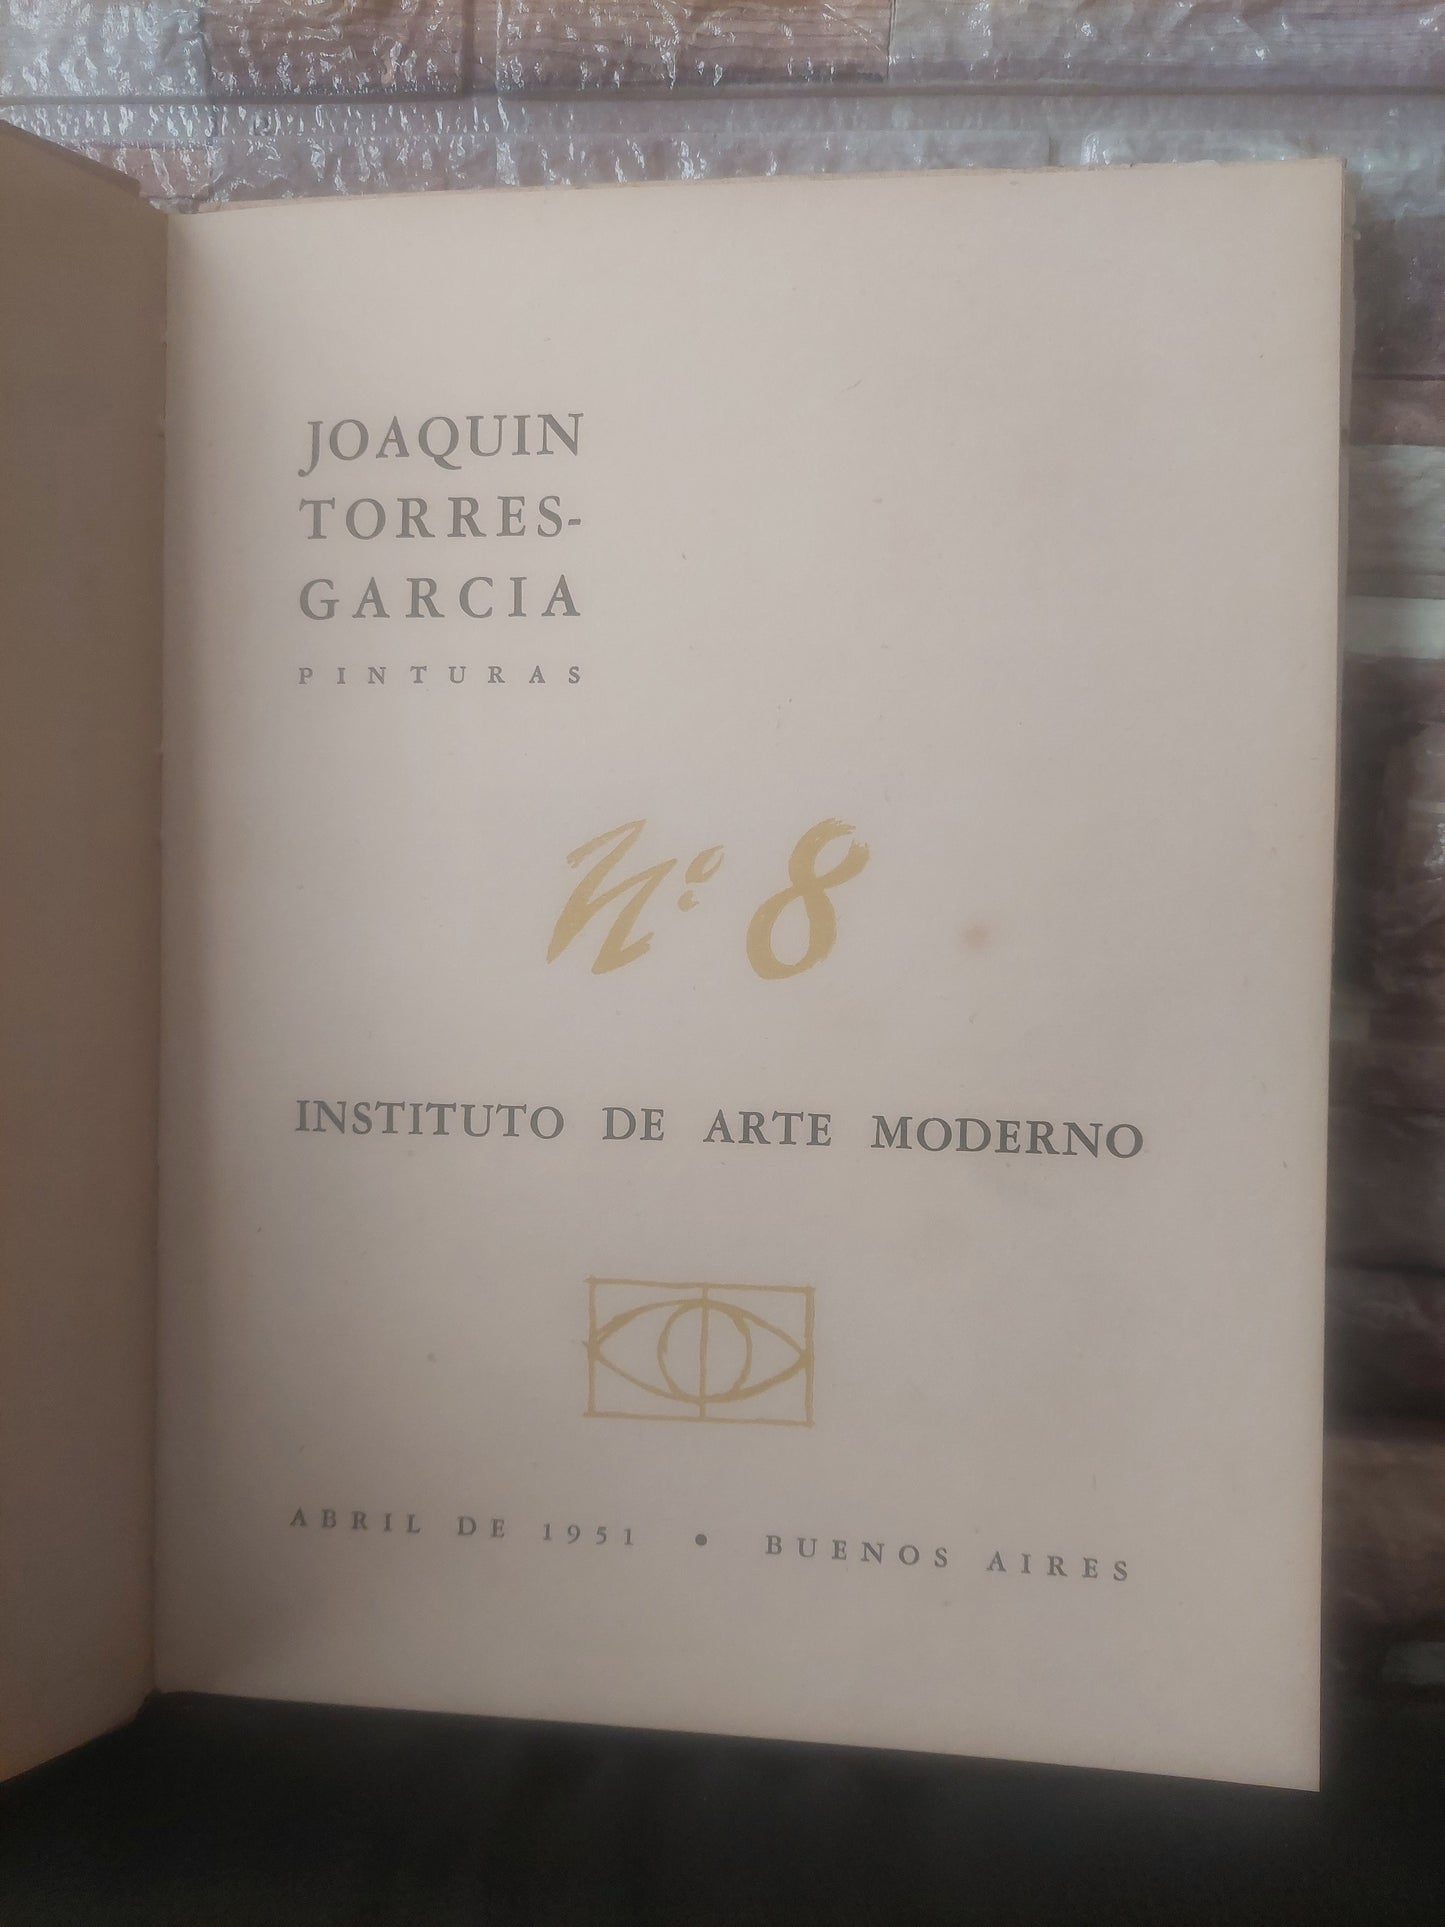 JOAQUIN
TORRES-
GARCIA
PINTURAS
Nº 8
INSTITUTO DE ARTE MODERNO
ABRIL DE 1951 • BUENOS AIRES